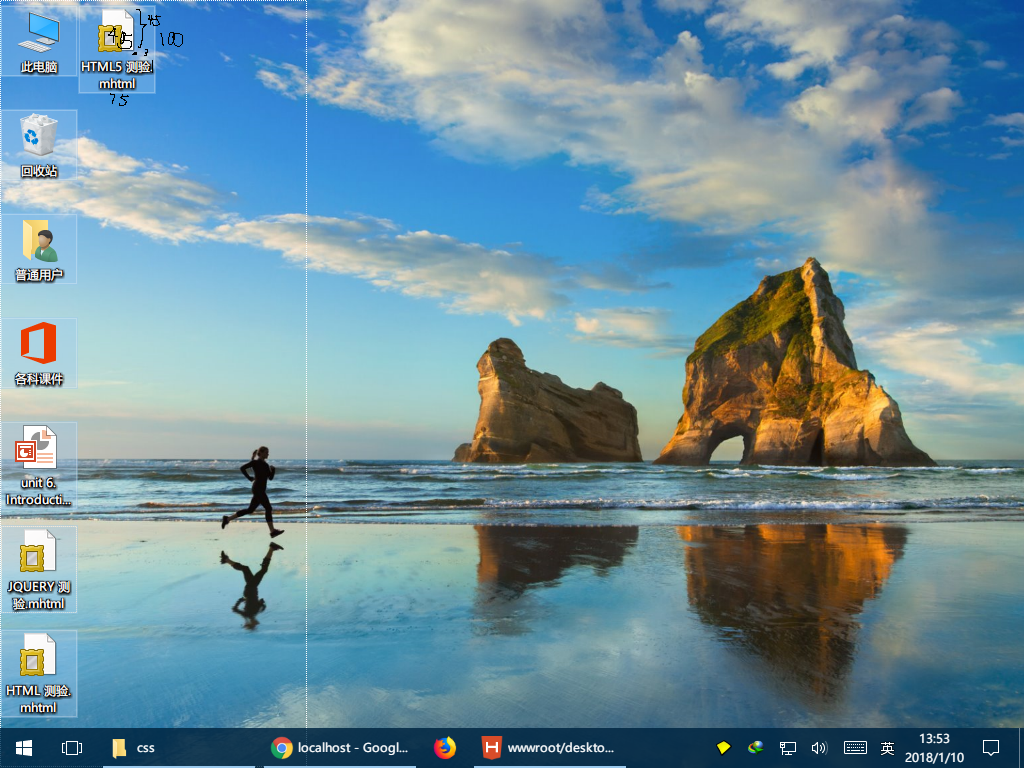 此电脑
HTML5 测验.
mhtml
45
100
75
回收站
普通用户
各科课件
unit 6.
Introducti...
JQUERY 测
验.mhtml
HTML 测验.
mhtml
css
localhost - Googl...
wwwroot/deskto...
英
13:53
2018/1/10